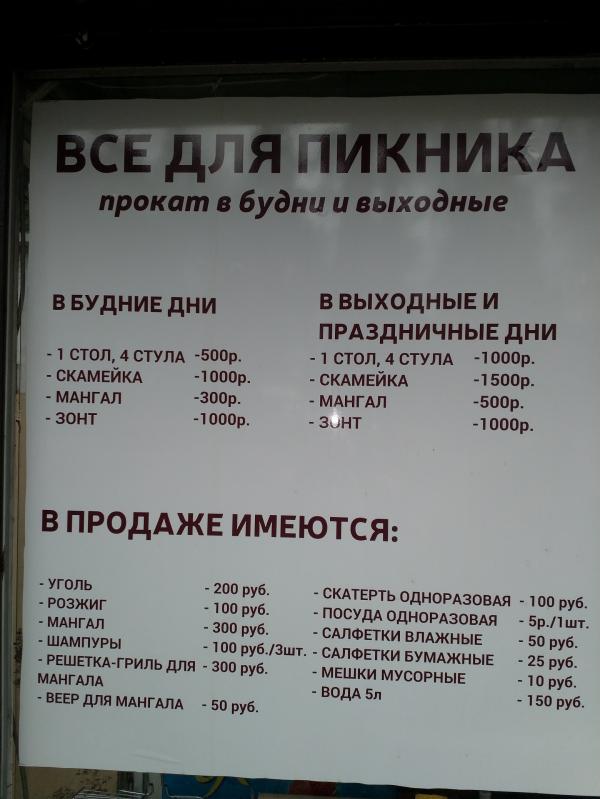 ВСЕ ДЛЯ ПИКНИКА
прокат в будни и выходные
В БУДНИЕ ДНИ
- 1 СТОЛ, 4 СТУЛА -500р.
- СКАМЕЙКА -1000р.
- МАНГАЛ -300р.
- ЗОНТ -1000р.
В ВЫХОДНЫЕ И
ПРАЗДНИЧНЫЕ ДНИ
- 1 СТОЛ, 4 СТУЛА -1000р.
- СКАМЕЙКА -1500р.
- МАНГАЛ -500р.
- ЗОНТ -1000р.
В ПРОДАЖЕ ИМЕЮТСЯ:
- УГОЛЬ - 200 руб.
- РОЗЖИГ - 100 руб.
- МАНГАЛ - 300 руб.
- ШАМПУРЫ - 100 руб./3шт.
- РЕШЕТКА-ГРИЛЬ ДЛЯ - 300 руб.
МАНГАЛА
- ВЕЕР ДЛЯ МАНГАЛА - 50 руб.
- СКАТЕРТЬ ОДНОРАЗОВАЯ - 100 руб.
- ПОСУДА ОДНОРАЗОВАЯ - 5р./1шт.
- САЛФЕТКИ ВЛАЖНЫЕ - 50 руб.
- САЛФЕТКИ БУМАЖНЫЕ - 25 руб.
- МЕШКИ МУСОРНЫЕ - 10 руб.
- ВОДА 5л - 150 руб.